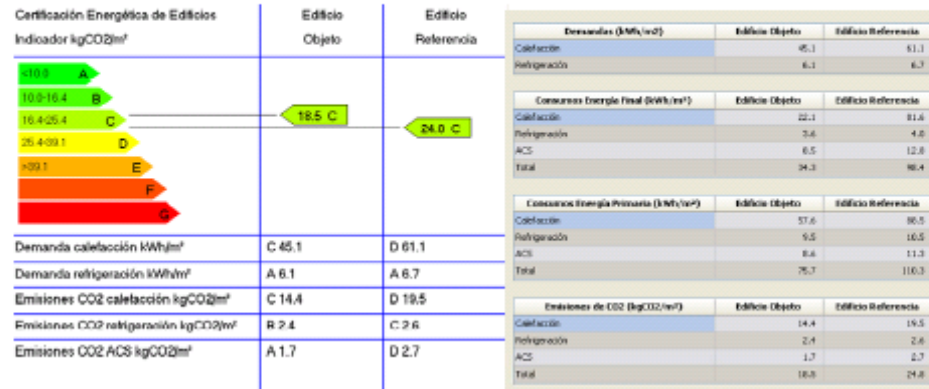 Certificación Energética de Edificios
Indicador kgCO2/m²
Edificio Objeto
Edificio Referencia
<10.0 A
10.0-16.4 B
16.4-25.4 C
25.4-39.1 D
>39.1 E
F
G
18.5 C
24.0 C
Demanda calefacción kWh/m² C 45.1 D 61.1
Demanda refrigeración kWh/m² A 6.1 A 6.7
Emisiones CO2 calefacción kgCO2/m² C 14.4 D 19.5
Emisiones CO2 refrigeración kgCO2/m² B 2.4 C 2.6
Emisiones CO2 ACS kgCO2/m² A 1.7 D 2.7
Demandas (kWh/m2) Edificio Objeto Edificio Referencia
Calefacción 45.1 61.1
Refrigeración 6.1 6.7
Consumos Energía Final (kWh/m²) Edificio Objeto Edificio Referencia
Calefacción 22.1 81.6
Refrigeración 3.6 4.0
ACS 8.5 12.8
Total 34.3 98.4
Consumos Energía Primaria (kWh/m²) Edificio Objeto Edificio Referencia
Calefacción 57.6 88.5
Refrigeración 9.5 10.5
ACS 8.6 11.3
Total 75.7 110.3
Emisiones de CO2 (kgCO2/m²) Edificio Objeto Edificio Referencia
Calefacción 14.4 19.5
Refrigeración 2.4 2.6
ACS 1.7 2.7
Total 24.8